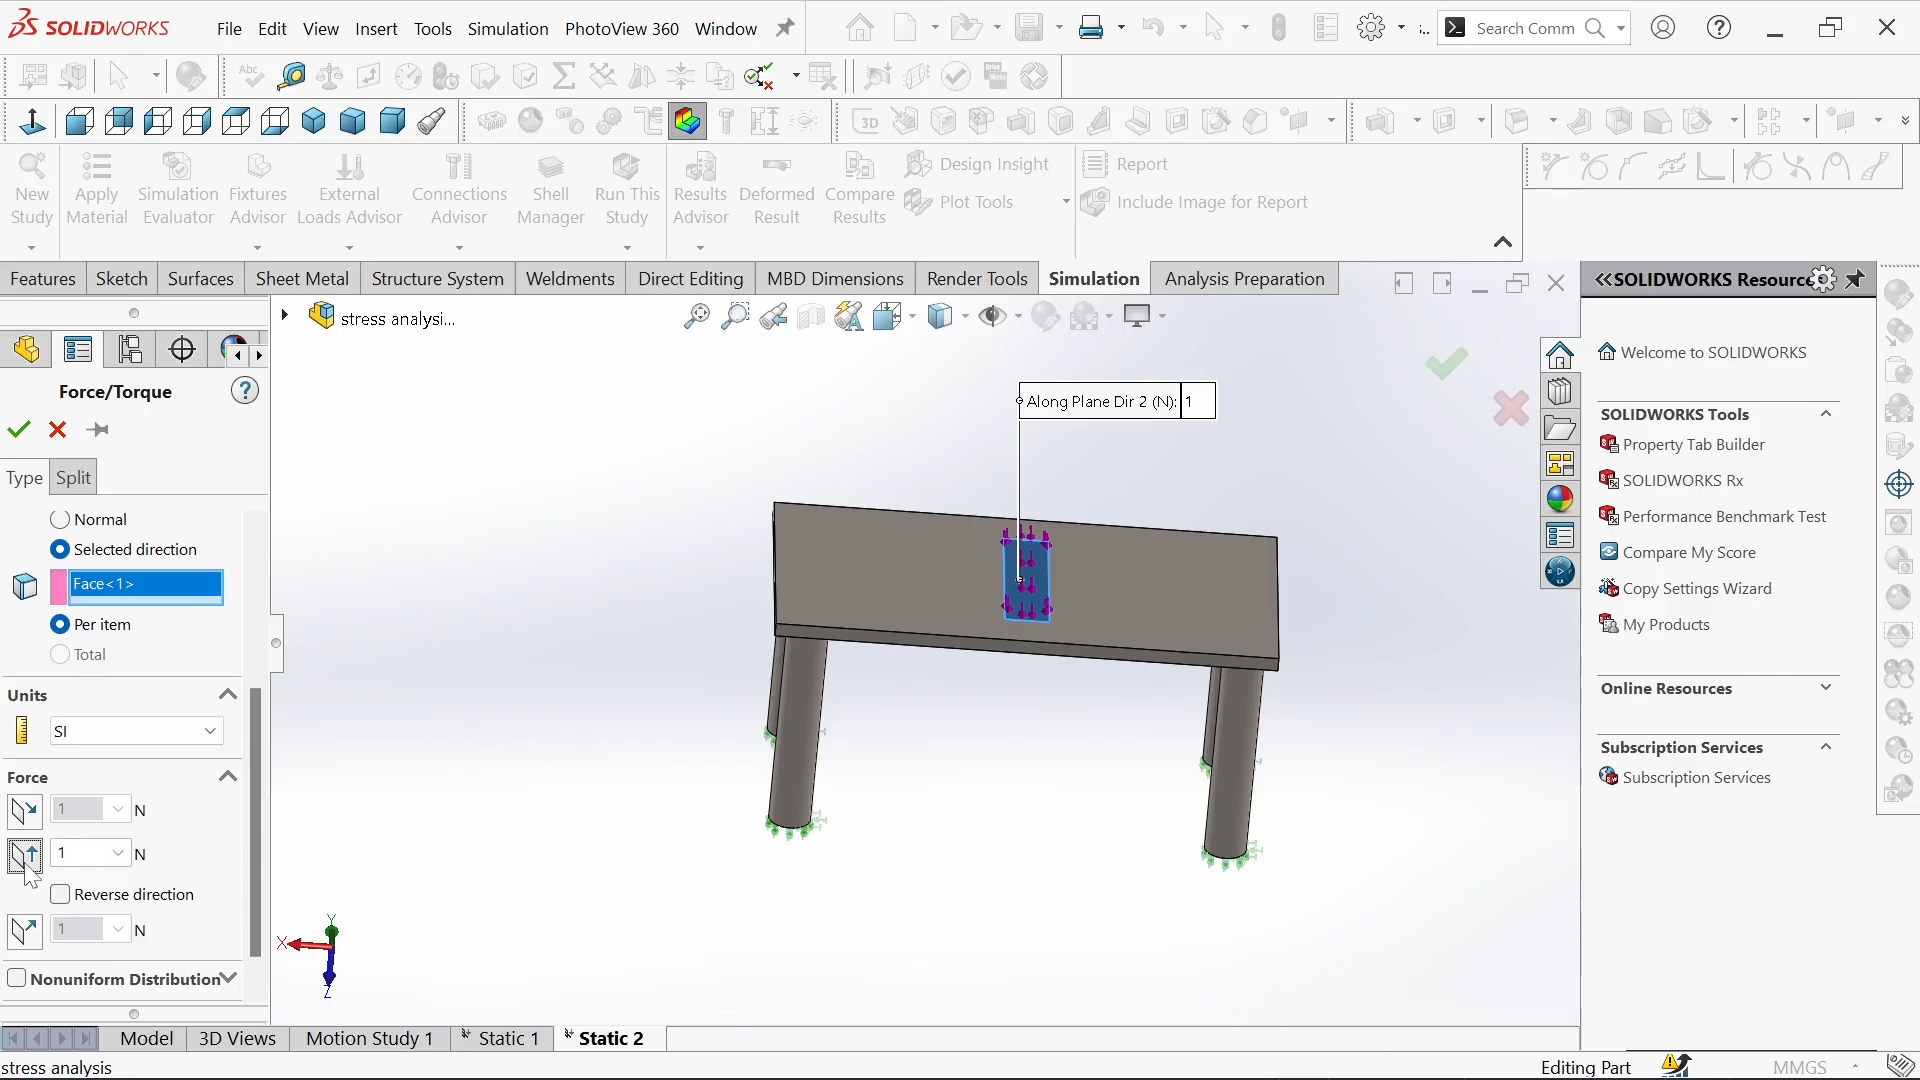 SOLIDWORKS File Edit View Insert Tools Simulation PhotoView 360 Window Search Comm
Abc
3D
New Study
Apply Material
Simulation Evaluator
Fixtures Advisor
External Loads Advisor
Connections Advisor
Shell Manager
Run This Study
Results Advisor
Deformed Result
Compare Results
Design Insight
Plot Tools
Report
Include Image for Report
Features Sketch Surfaces Sheet Metal Structure System Weldments Direct Editing MBD Dimensions Render Tools Simulation Analysis Preparation
stress analysi...
Force/Torque
Type Split
Normal
Selected direction
Face<1>
Per item
Total
Units
SI
Force
1 N
1 N
Reverse direction
1 N
Nonuniform Distribution
Along Plane Dir 2 (N): 1
Y
X
Z
SOLIDWORKS Resourc
Welcome to SOLIDWORKS
SOLIDWORKS Tools
Property Tab Builder
SOLIDWORKS Rx
Performance Benchmark Test
Compare My Score
Copy Settings Wizard
My Products
Online Resources
Subscription Services
Subscription Services
Model 3D Views Motion Study 1 Static 1 Static 2
stress analysis Editing Part MMGS